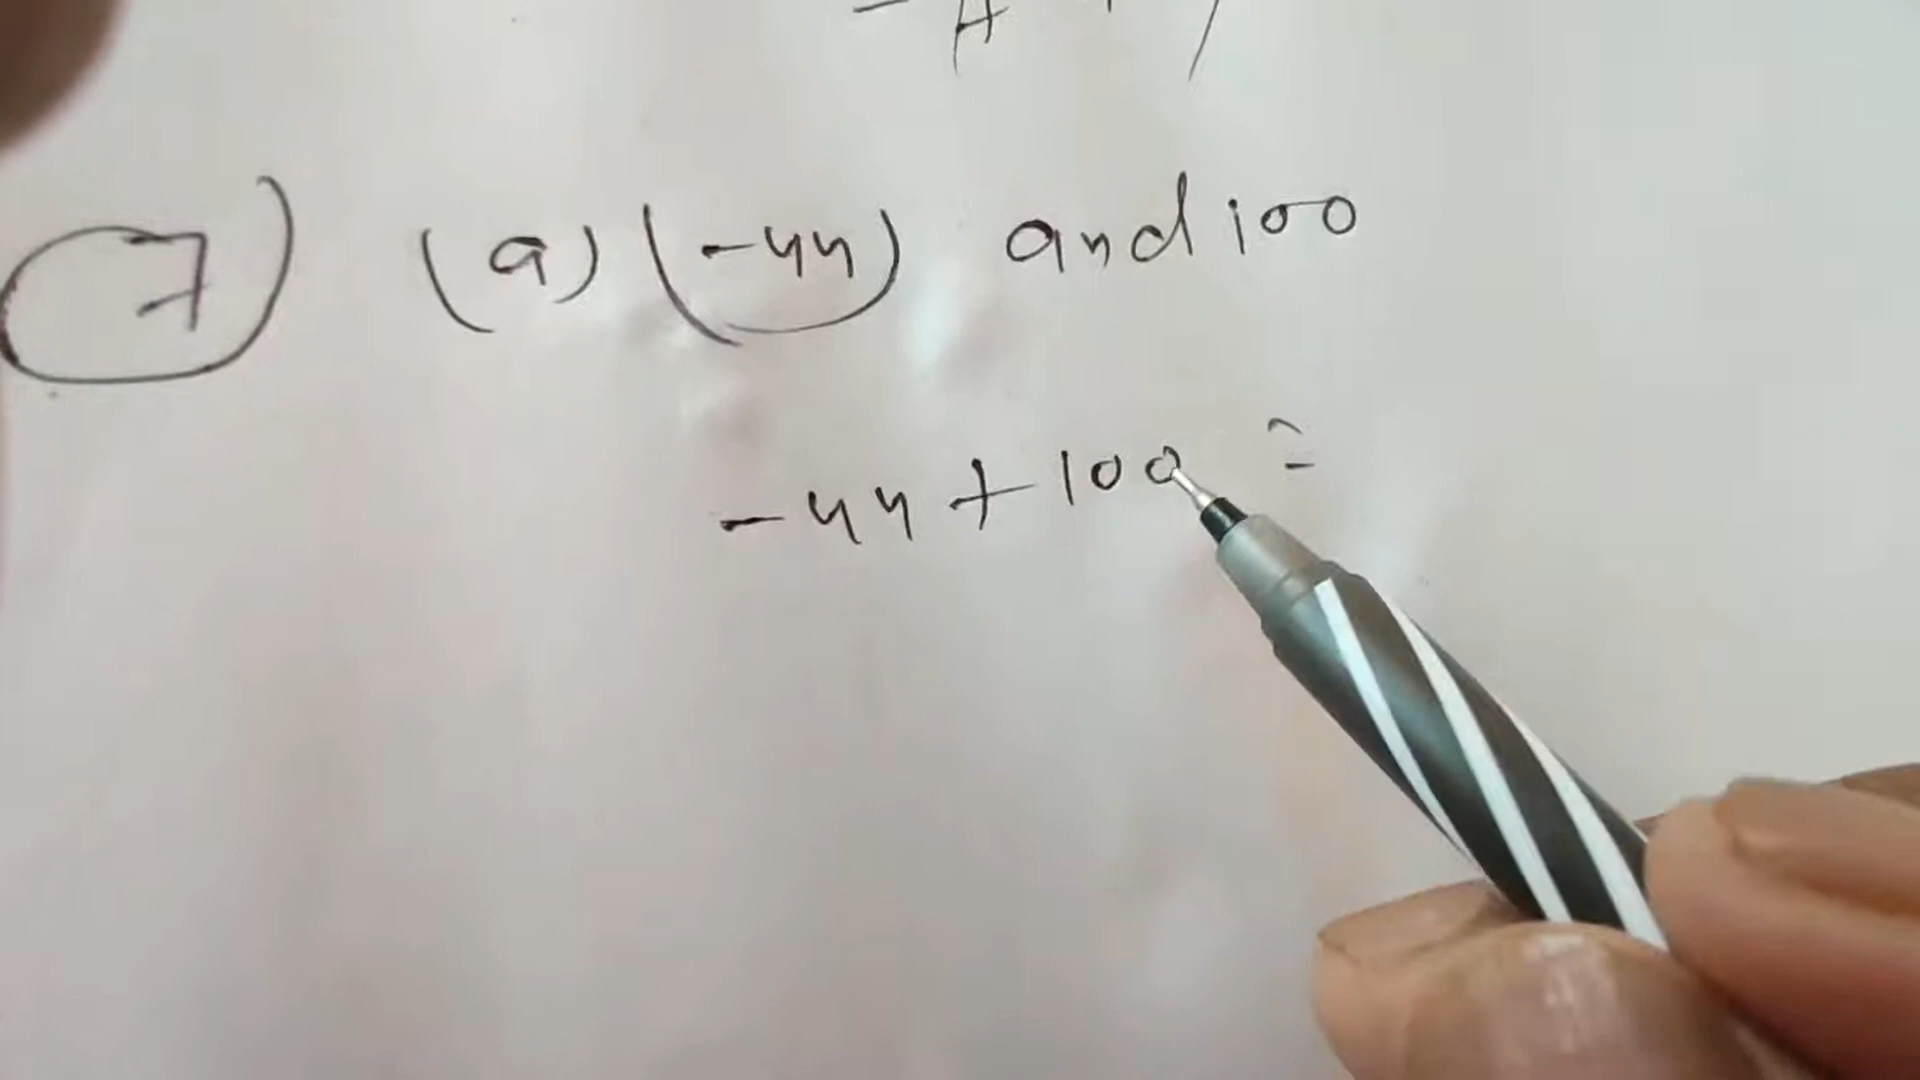 7) (a) (-44) and 100
-44 + 100 =